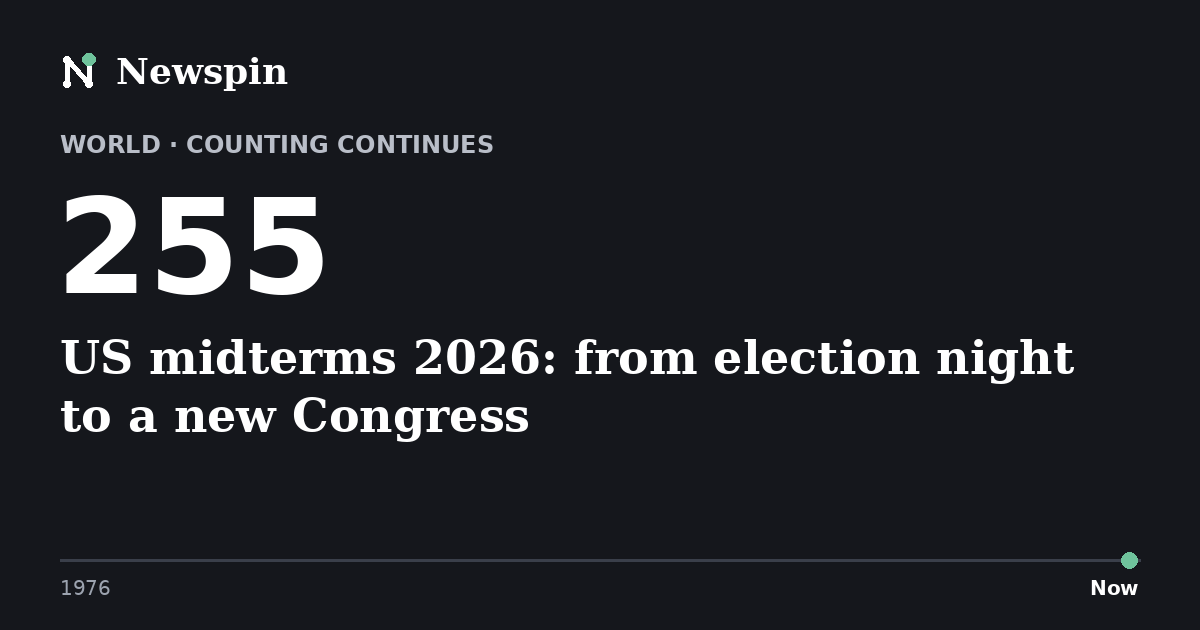 Newspin
WORLD · COUNTING CONTINUES
255
US midterms 2026: from election night
to a new Congress
1976
Now